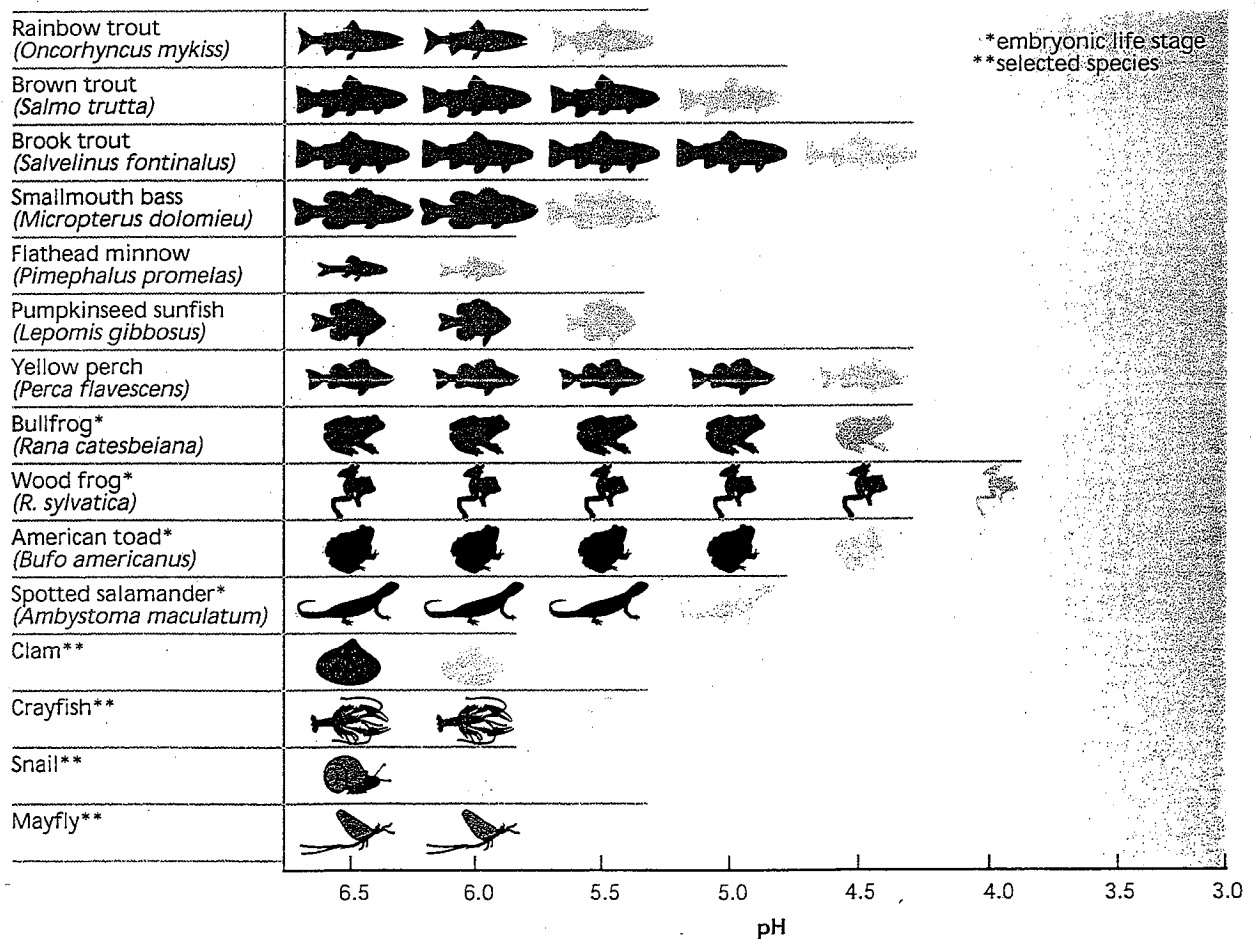 Rainbow trout
(Oncorhyncus mykiss)
*embryonic life stage
**selected species
Brown trout
(Salmo trutta)
Brook trout
(Salvelinus fontinalus)
Smallmouth bass
(Micropterus dolomieu)
Flathead minnow
(Pimephalus promelas)
Pumpkinseed sunfish
(Lepomis gibbosus)
Yellow perch
(Perca flavescens)
Bullfrog*
(Rana catesbeiana)
Wood frog*
(R. sylvatica)
American toad*
(Bufo americanus)
Spotted salamander*
(Ambystoma maculatum)
Clam**
Crayfish**
Snail**
Mayfly**
6.5 6.0 5.5 5.0 4.5 4.0 3.5 3.0
pH